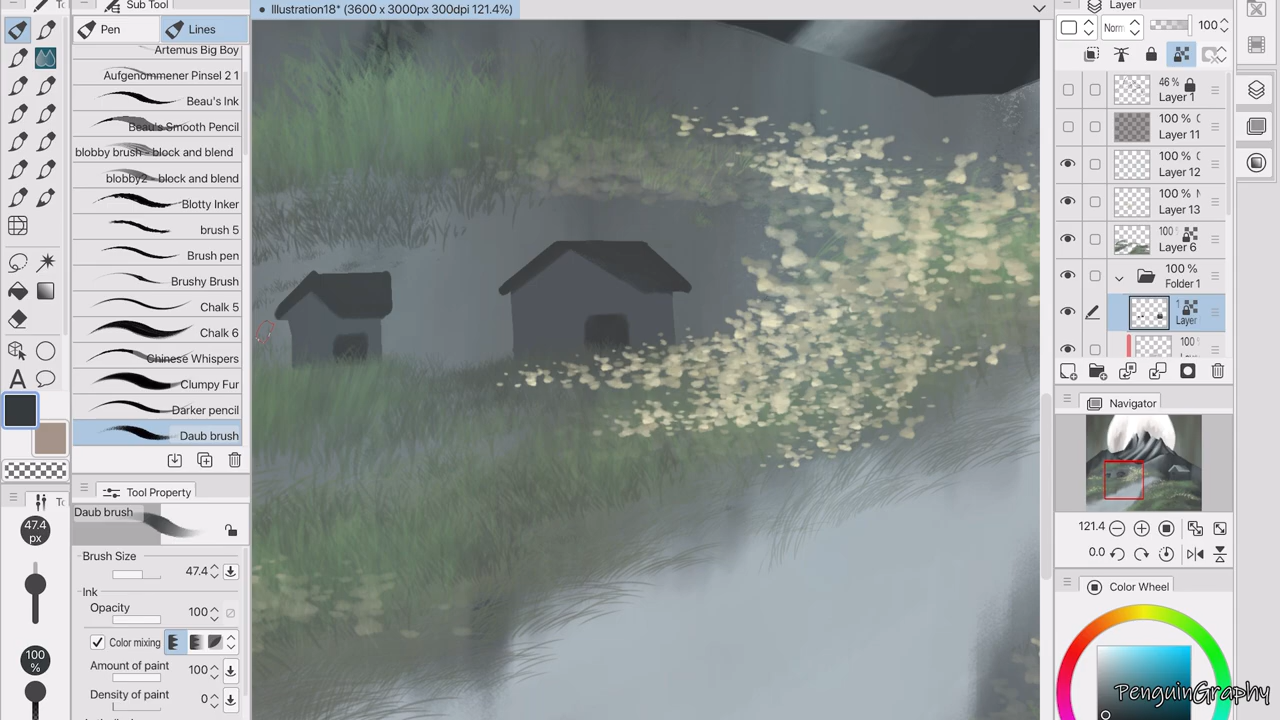 Sub Tool
Illustration18* (3600 x 3000px 300dpi 121.4%)
Layer
Pen
Lines
Artemus Big Boy
Aufgenommener Pinsel 2 1
Beau's Ink
Beau's Smooth Pencil
blobby brush - block and blend
blobby2 - block and blend
Blotty Inker
brush 5
Brush pen
Brushy Brush
Chalk 5
Chalk 6
Chinese Whispers
Clumpy Fur
Darker pencil
Daub brush
A
Tool Property
Daub brush
47.4
px
Brush Size
47.4
Ink
Opacity
100
Color mixing
100
%
Amount of paint
100
Density of paint
0
Norm
100
46 %
Layer 1
100 %
Layer 11
100 %
Layer 12
100 %
Layer 13
100
Layer 6
100 %
Folder 1
Layer
100
Navigator
121.4
0.0
Color Wheel
PenguinGraphy